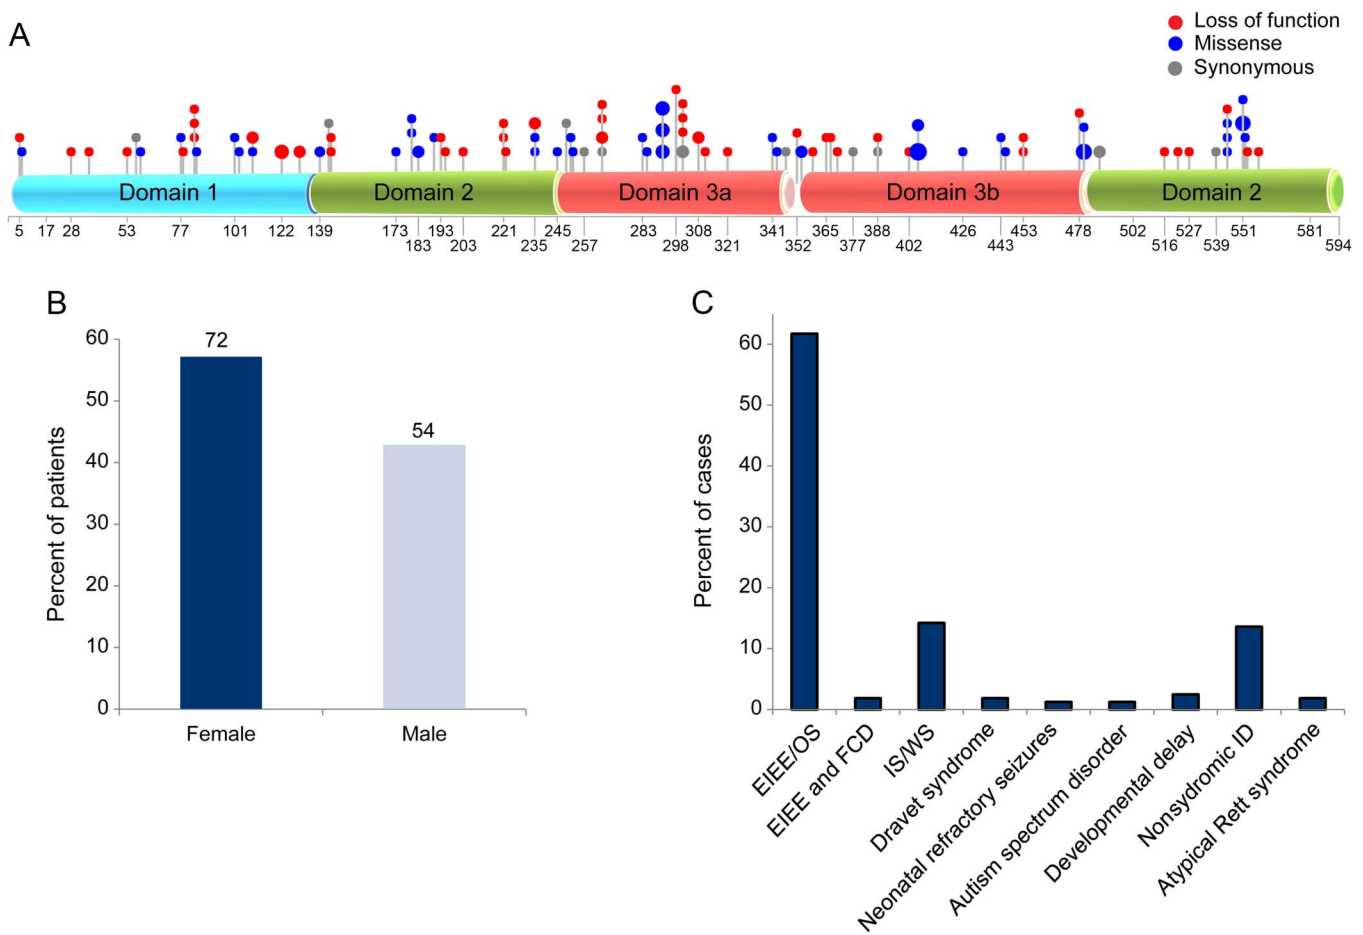 A
Loss of function
Missense
Synonymous
Domain 1 Domain 2 Domain 3a Domain 3b Domain 2
5 17 28 53 77 101 122 139 173 193 221 245 283 308 341 365 388 426 453 478 502 527 551 581
183 203 235 257 298 321 352 377 402 443 516 539 594
B
Percent of patients
60
50
40
30
20
10
0
72
54
Female Male
C
Percent of cases
60
50
40
30
20
10
0
EIEE/OS
EIEE and FCD
IS/WS
Dravet syndrome
Neonatal refractory seizures
Autism spectrum disorder
Developmental delay
Nonsydromic ID
Atypical Rett syndrome